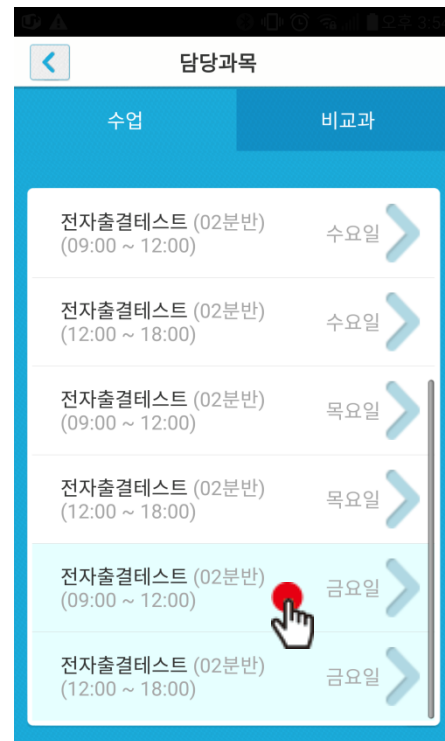 오후 3:5
담당과목
수업
비교과
전자출결테스트 (02분반)
(09:00 ~ 12:00)
수요일
전자출결테스트 (02분반)
(12:00 ~ 18:00)
수요일
전자출결테스트 (02분반)
(09:00 ~ 12:00)
목요일
전자출결테스트 (02분반)
(12:00 ~ 18:00)
목요일
전자출결테스트 (02분반)
(09:00 ~ 12:00)
금요일
전자출결테스트 (02분반)
(12:00 ~ 18:00)
금요일